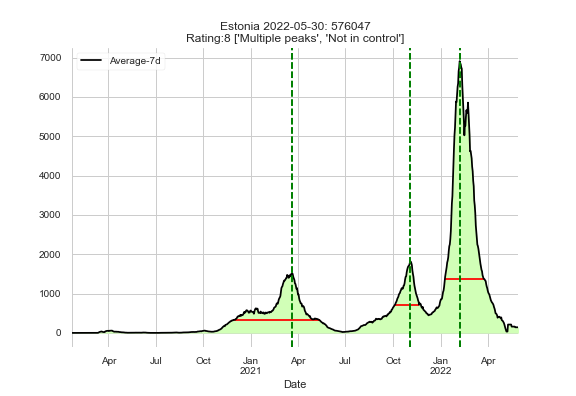 Estonia 2022-05-30: 576047
Rating:8 ['Multiple peaks', 'Not in control']
Average-7d
7000
6000
5000
4000
3000
2000
1000
0
Apr Jul Oct Jan Apr Jul Oct Jan Apr
2021 2022
Date